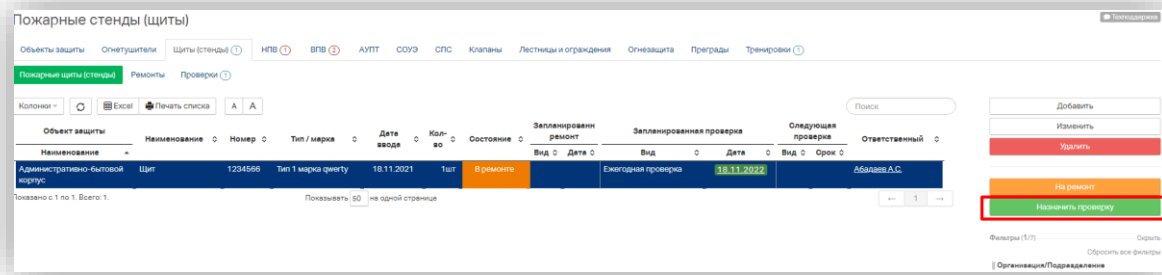 Пожарные стенды (щиты)
Техподдержка
Объекты защиты Огнетушители Щиты (стенды) 1 НПВ 1 ВПВ 2 АУПТ СОУЭ СПС Клапаны Лестницы и ограждения Огнезащита Преграды Тренировки 1
Пожарные щиты (стенды) Ремонты Проверки 1
Колонки Excel Печать списка A A Поиск
Добавить
Изменить
Удалить
Объект защиты Наименование Номер Тип / марка Дата ввода Кол-во Состояние Запланированн ремонт Запланированная проверка Следующая проверка Ответственный
Наименование Вид Дата Вид Дата Вид Срок
Административно-бытовой корпус Щит 1234566 Тип 1 марка qwerty 18.11.2021 1шт В ремонте Ежегодная проверка 18.11.2022 Абадаев А.С.
Показано с 1 по 1. Всего: 1. Показывать 50 на одной странице ← 1 →
На ремонт
Назначить проверку
Фильтры (1/7) Скрыть
Сбросить все фильтры
Организация/Подразделение